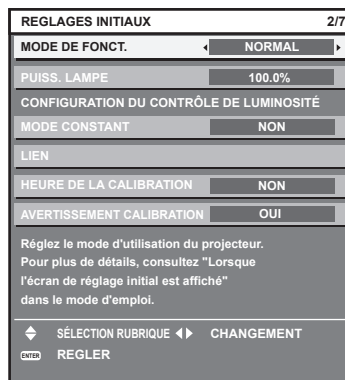 REGLAGES INITIAUX 2/7
MODE DE FONCT. NORMAL
PUISS. LAMPE 100.0%
CONFIGURATION DU CONTRÔLE DE LUMINOSITÉ
MODE CONSTANT NON
LIEN
HEURE DE LA CALIBRATION NON
AVERTISSEMENT CALIBRATION OUI
Réglez le mode d'utilisation du projecteur.
Pour plus de détails, consultez "Lorsque
l'écran de réglage initial est affiché"
dans le mode d'emploi.
SÉLECTION RUBRIQUE CHANGEMENT
ENTER REGLER